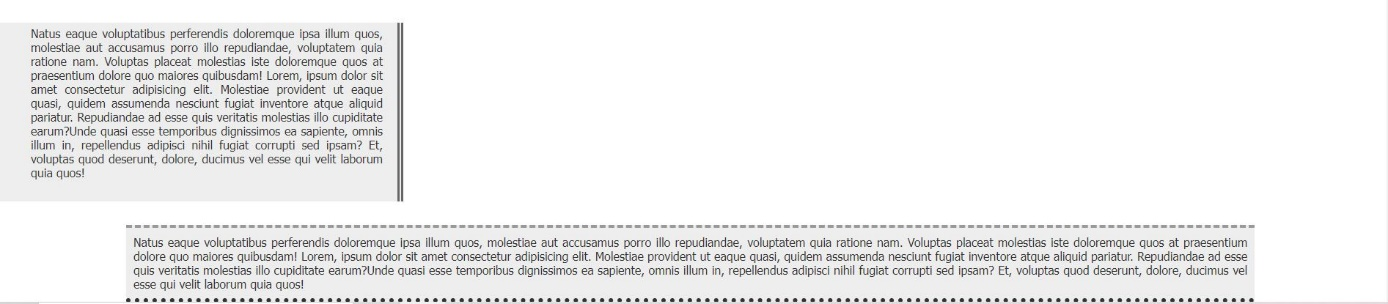 Natus eaque voluptatibus perferendis doloremque ipsa illum quos,
molestiae aut accusamus porro illo repudiandae, voluptatem quia
ratione nam. Voluptas placeat molestias iste doloremque quos at
praesentium dolore quo maiores quibusdam! Lorem, ipsum dolor sit
amet consectetur adipisicing elit. Molestiae provident ut eaque
quasi, quidem assumenda nesciunt fugiat inventore atque aliquid
pariatur. Repudiandae ad esse quis veritatis molestias illo cupiditate
earum?Unde quasi esse temporibus dignissimos ea sapiente, omnis
illum in, repellendus adipisci nihil fugiat corrupti sed ipsam? Et,
voluptas quod deserunt, dolore, ducimus vel esse qui velit laborum
quia quos!
Natus eaque voluptatibus perferendis doloremque ipsa illum quos, molestiae aut accusamus porro illo repudiandae, voluptatem quia ratione nam. Voluptas placeat molestias iste doloremque quos at praesentium
dolore quo maiores quibusdam! Lorem, ipsum dolor sit amet consectetur adipisicing elit. Molestiae provident ut eaque quasi, quidem assumenda nesciunt fugiat inventore atque aliquid pariatur. Repudiandae ad esse
quis veritatis molestias illo cupiditate earum?Unde quasi esse temporibus dignissimos ea sapiente, omnis illum in, repellendus adipisci nihil fugiat corrupti sed ipsam? Et, voluptas quod deserunt, dolore, ducimus vel
esse qui velit laborum quia quos!